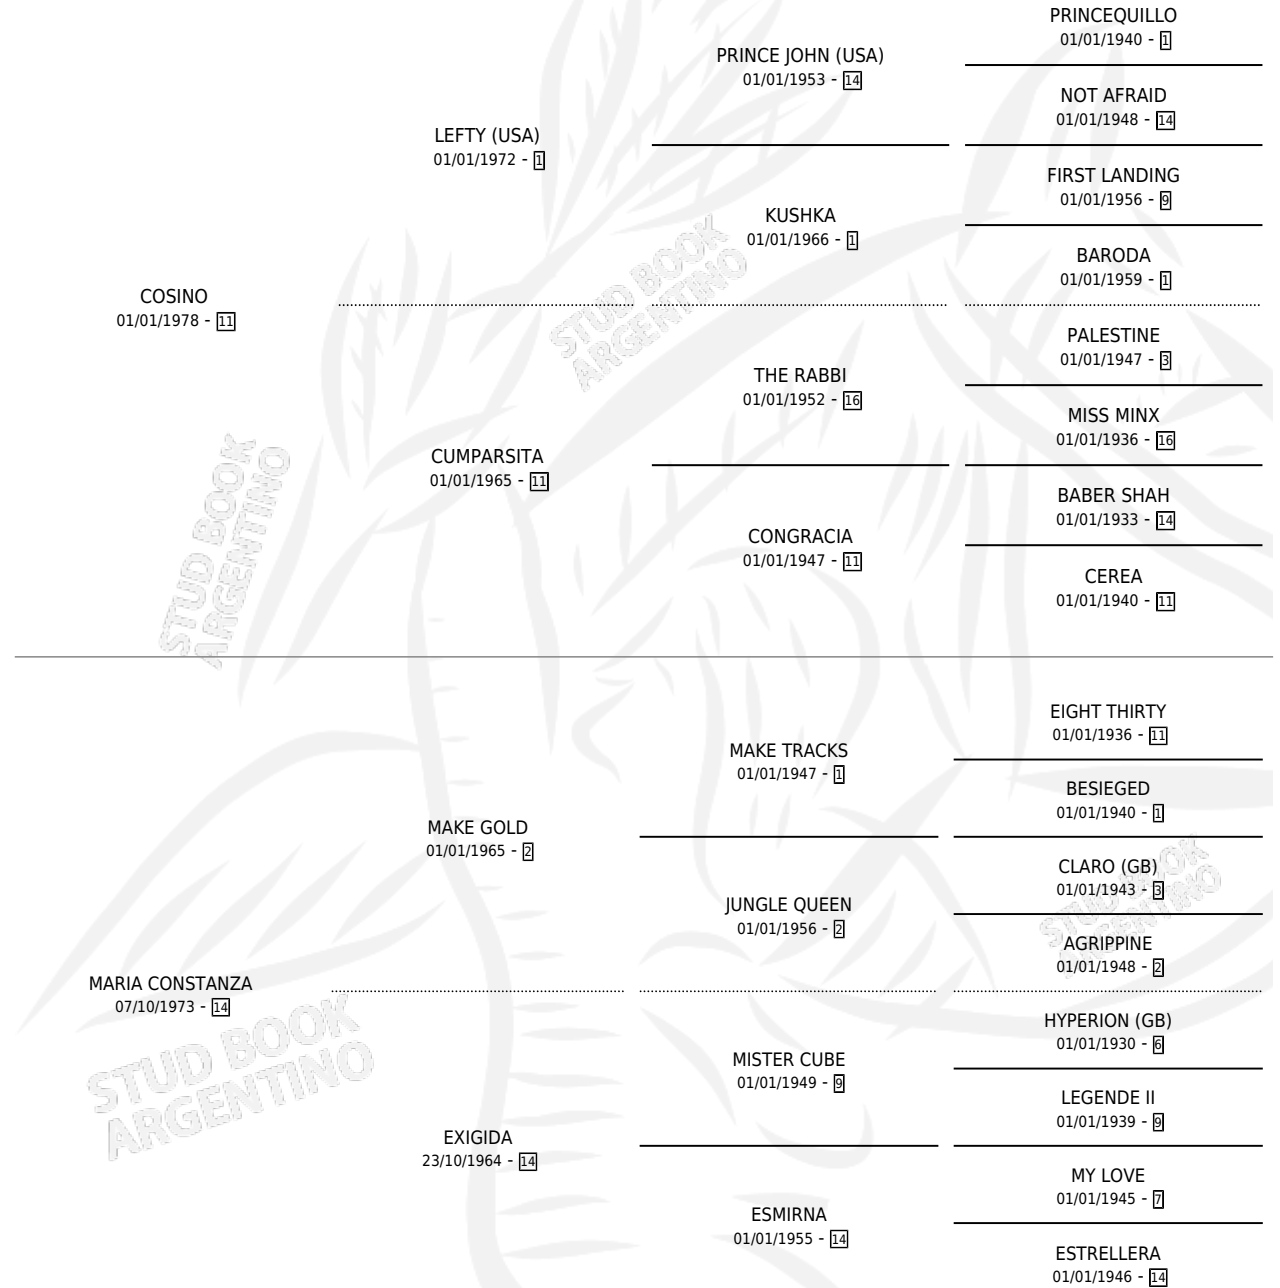 PRINCEQUILLO
01/01/1940 - 1
PRINCE JOHN (USA)
01/01/1953 - 14
NOT AFRAID
01/01/1948 - 14
LEFTY (USA)
01/01/1972 - 1
FIRST LANDING
01/01/1956 - 9
KUSHKA
01/01/1966 - 1
BARODA
01/01/1959 - 1
COSINO
01/01/1978 - 11
STUD BOOK
ARGENTINO
PALESTINE
01/01/1947 - 3
THE RABBI
01/01/1952 - 16
MISS MINX
01/01/1936 - 16
CUMPARSITA
01/01/1965 - 11
BABER SHAH
01/01/1933 - 14
CONGRACIA
01/01/1947 - 11
CEREA
01/01/1940 - 11
STUD BOOK
ARGENTINO
EIGHT THIRTY
01/01/1936 - 11
MAKE TRACKS
01/01/1947 - 1
BESIEGED
01/01/1940 - 1
MAKE GOLD
01/01/1965 - 2
CLARO (GB)
01/01/1943 - 3
JUNGLE QUEEN
01/01/1956 - 2
STUD BOOK
ARGENTINO
AGRIPPINE
01/01/1948 - 2
MARIA CONSTANZA
07/10/1973 - 14
HYPERION (GB)
01/01/1930 - 6
MISTER CUBE
01/01/1949 - 9
STUD BOOK
ARGENTINO
LEGENDE II
01/01/1939 - 9
EXIGIDA
23/10/1964 - 14
MY LOVE
01/01/1945 - 7
ESMIRNA
01/01/1955 - 14
ESTRELLERA
01/01/1946 - 14